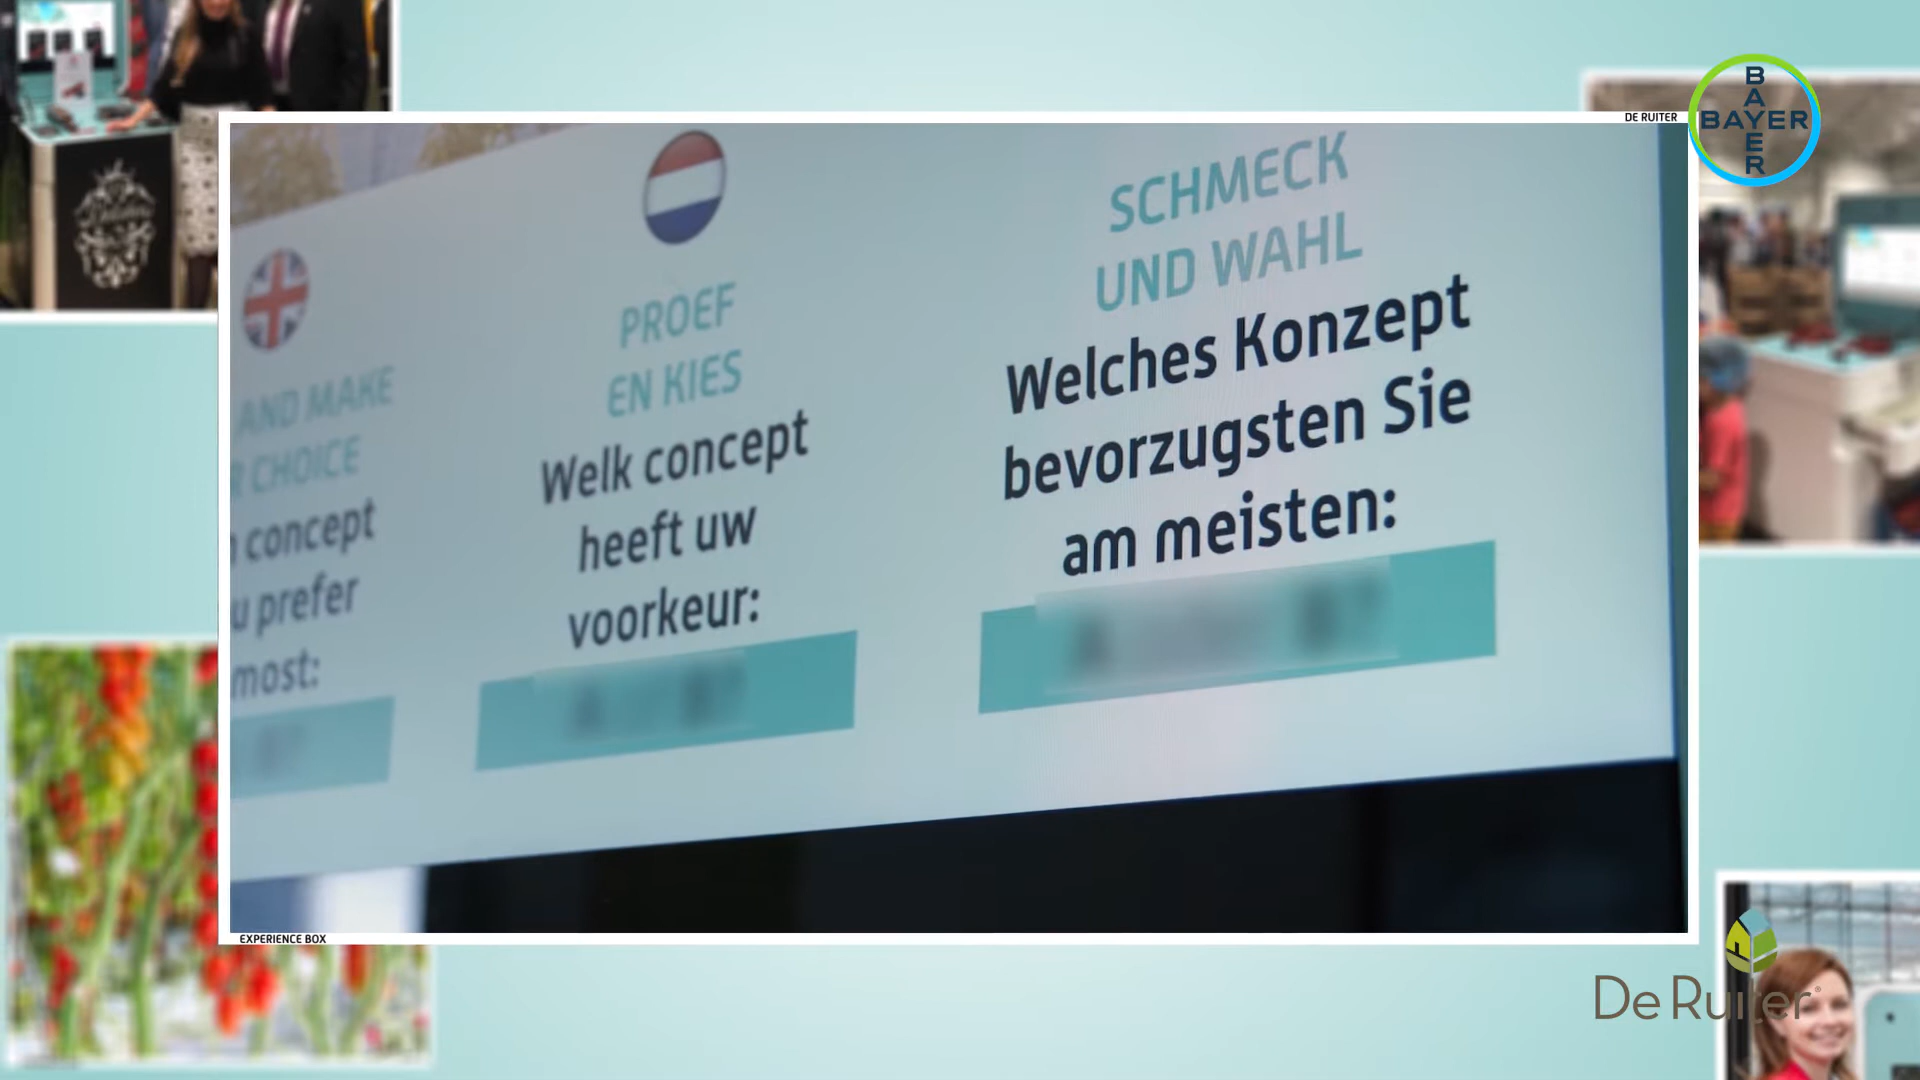 DE RUITER
BAYER
BAYER
AND MAKE
CHOICE
concept
prefer
most:
PROEF
EN KIES
Welk concept
heeft uw
voorkeur:
SCHMECK
UND WAHL
Welches Konzept
bevorzugsten Sie
am meisten:
EXPERIENCE BOX
De Ruiter